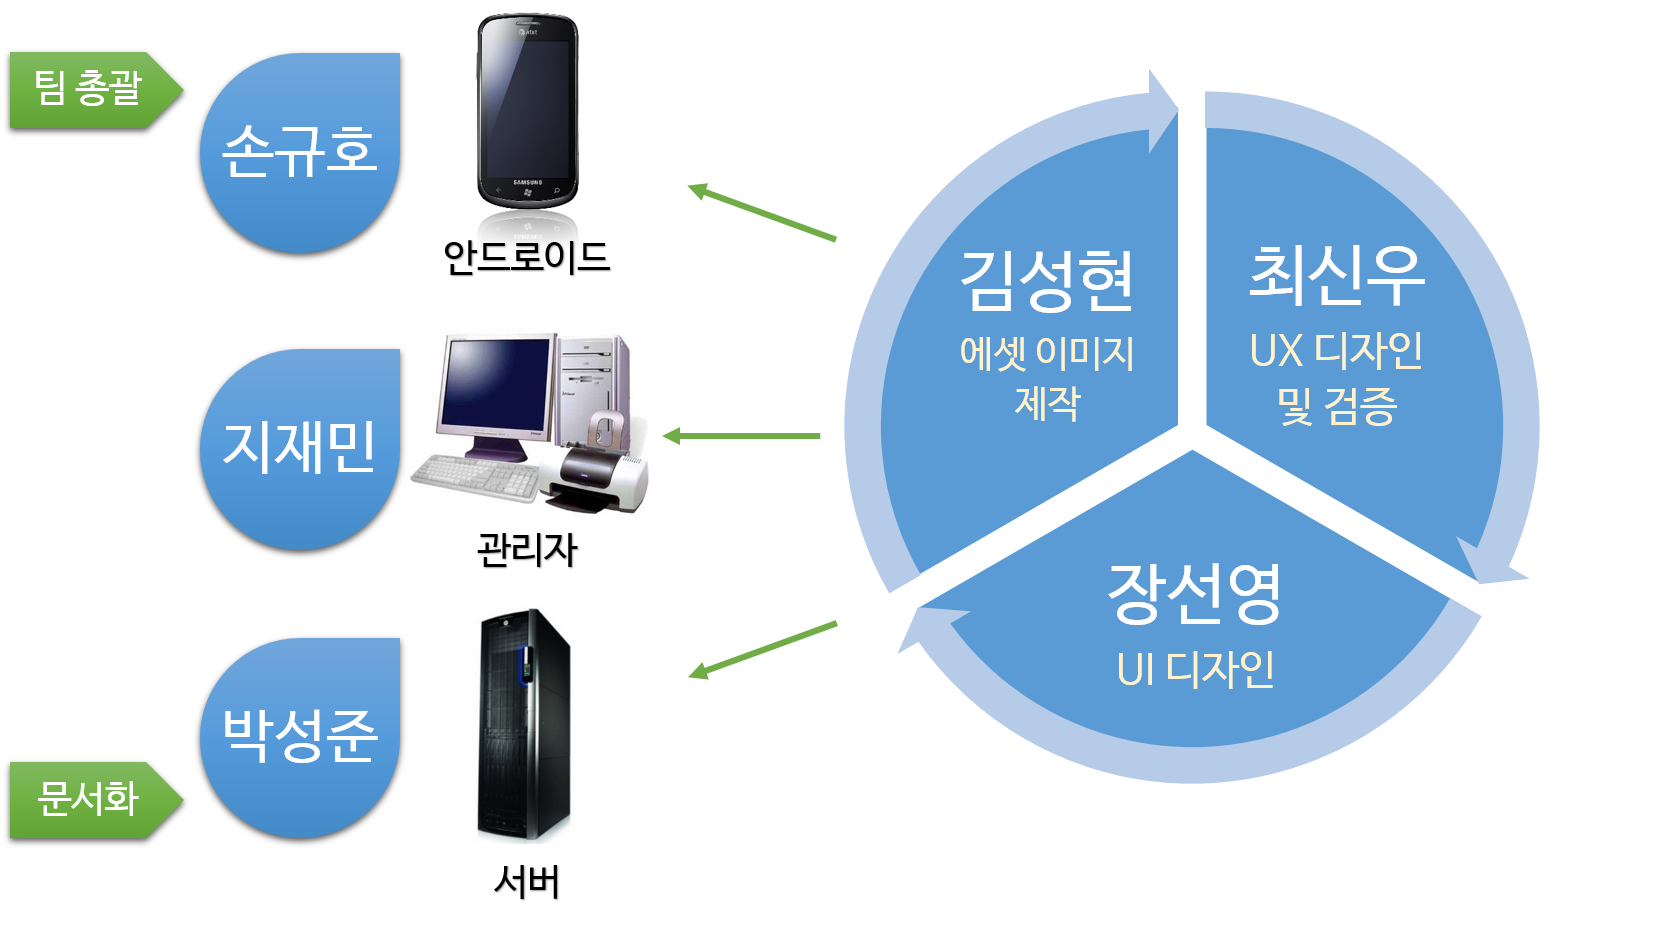 팀 총괄
손규호
at&t
SAMSUNG
안드로이드
지재민
관리자
문서화
박성준
서버
김성현
에셋 이미지
제작
최신우
UX 디자인
및 검증
장선영
UI 디자인